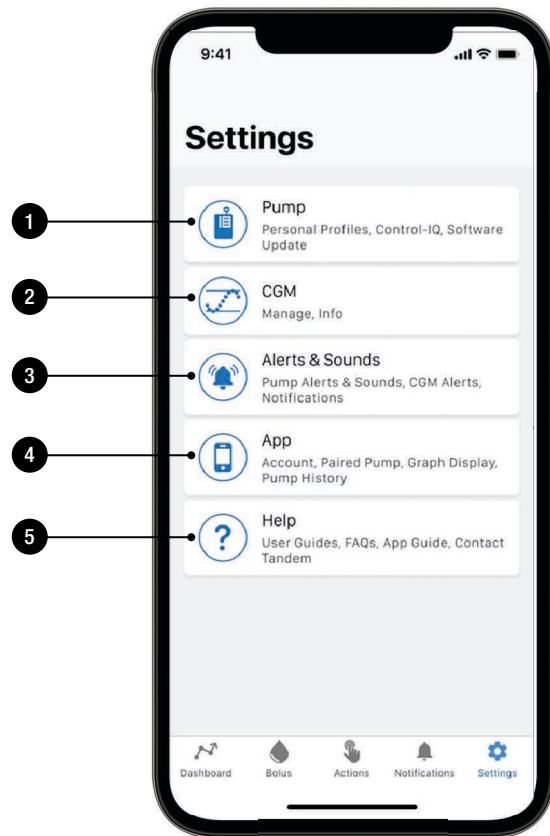 9:41
Settings
1
Pump
Personal Profiles, Control-IQ, Software
Update
2
CGM
Manage, Info
3
Alerts & Sounds
Pump Alerts & Sounds, CGM Alerts,
Notifications
4
App
Account, Paired Pump, Graph Display,
Pump History
5
Help
User Guides, FAQs, App Guide, Contact
Tandem
Dashboard Bolus Actions Notifications Settings